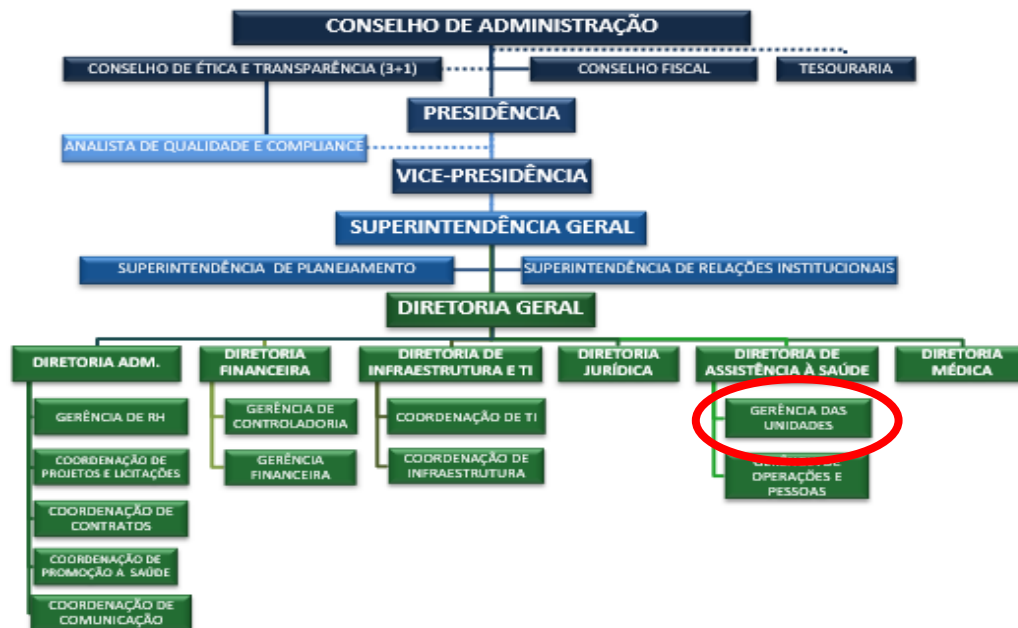 CONSELHO DE ADMINISTRAÇÃO
CONSELHO DE ÉTICA E TRANSPARÊNCIA (3+1)
CONSELHO FISCAL
TESOURARIA
PRESIDÊNCIA
ANALISTA DE QUALIDADE E COMPLIANCE
VICE-PRESIDÊNCIA
SUPERINTENDÊNCIA GERAL
SUPERINTENDÊNCIA DE PLANEJAMENTO
SUPERINTENDÊNCIA DE RELAÇÕES INSTITUCIONAIS
DIRETORIA GERAL
DIRETORIA ADM.
DIRETORIA
FINANCEIRA
DIRETORIA DE
INFRAESTRUTURA E TI
DIRETORIA
JURÍDICA
DIRETORIA DE
ASSISTÊNCIA À SAÚDE
DIRETORIA
MÉDICA
GERÊNCIA DE RH
COORDENAÇÃO DE
PROJETOS E LICITAÇÕES
COORDENAÇÃO DE
CONTRATOS
COORDENAÇÃO DE
PROMOÇÃO A SAÚDE
COORDENAÇÃO DE
COMUNICAÇÃO
GERÊNCIA DE
CONTROLADORIA
GERÊNCIA
FINANCEIRA
COORDENAÇÃO DE TI
COORDENAÇÃO DE
INFRAESTRUTURA
GERÊNCIA DAS
UNIDADES
GERÊNCIA DE
OPERAÇÕES E
PESSOAS